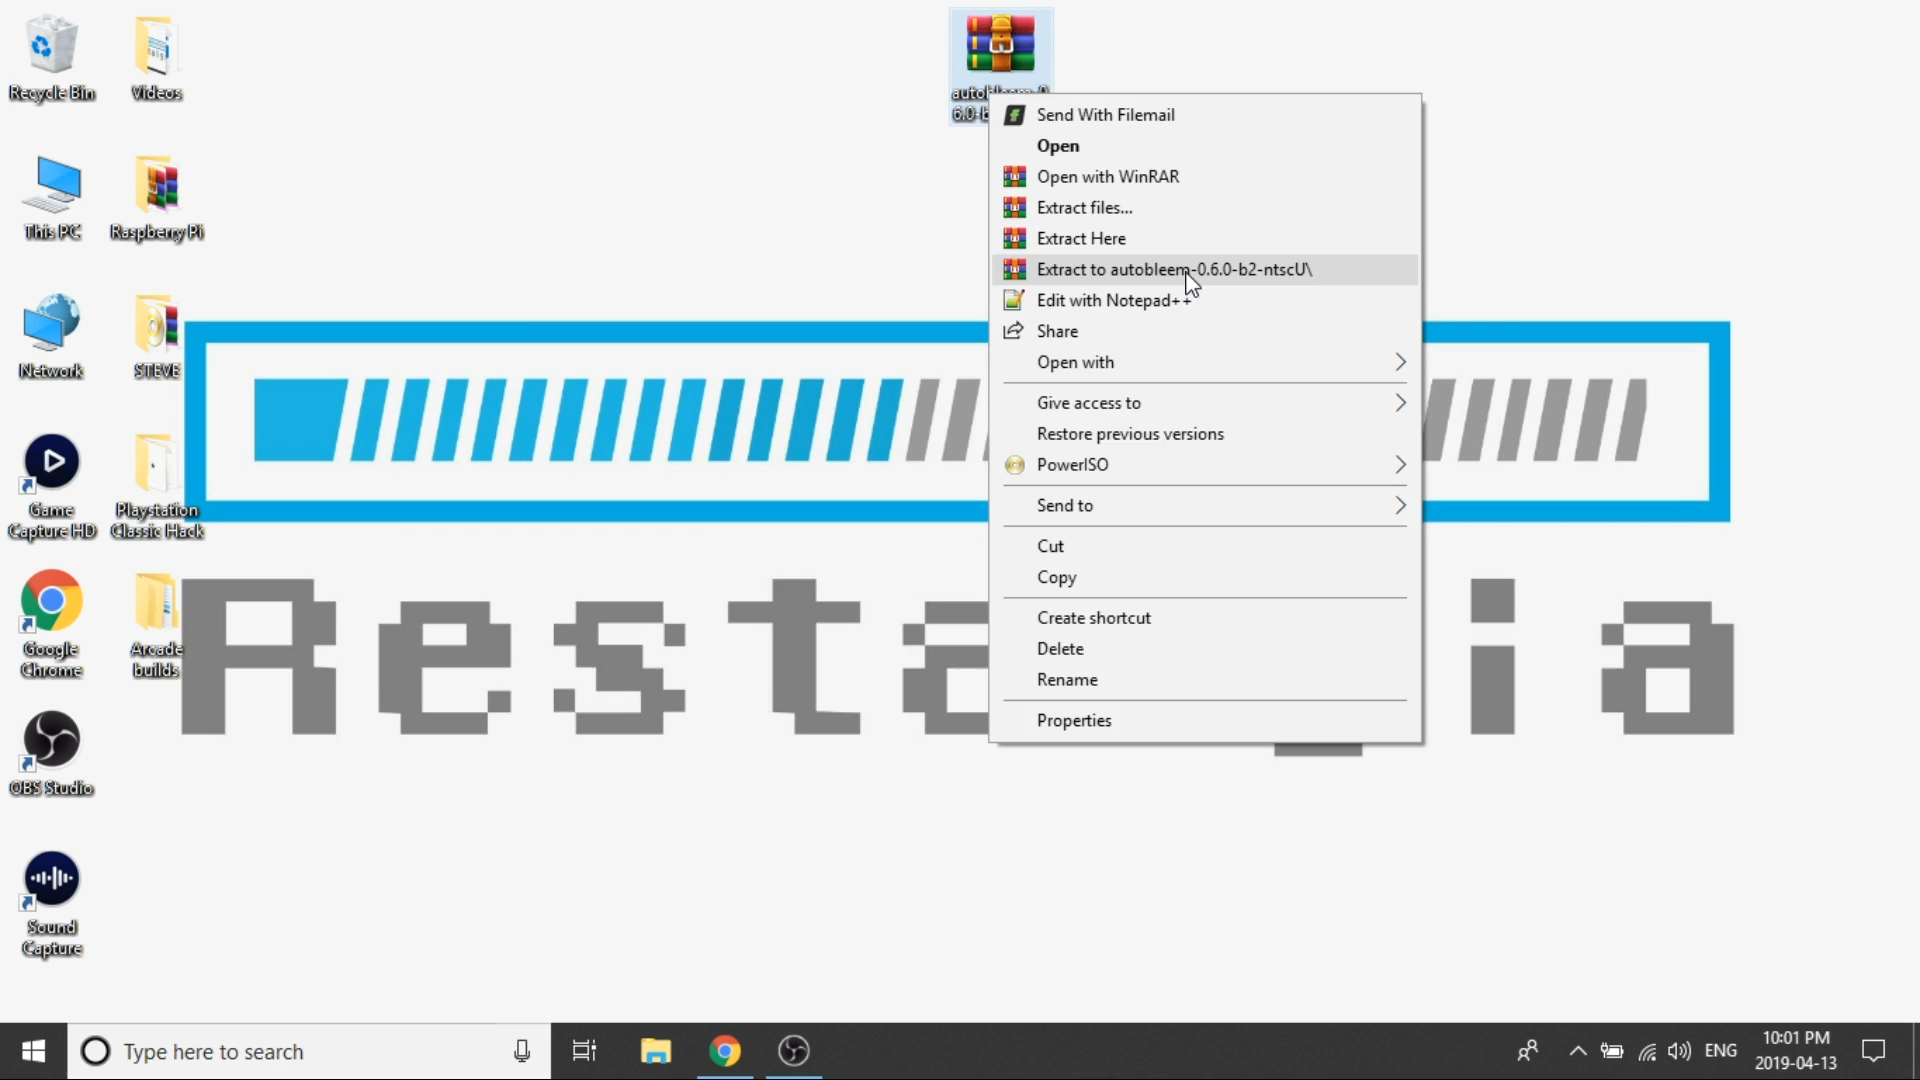 Recycle Bin
Videos
This PC
Raspberry Pi
Network
STEVE
Game
Capture HD
Playstation
Classic Hack
Google
Chrome
Arcade
builds
OBS Studio
Sound
Capture
Send With Filemail
Open
Open with WinRAR
Extract files...
Extract Here
Extract to autobleem-0.6.0-b2-ntscU\
Edit with Notepad++
Share
Open with
Give access to
Restore previous versions
PowerISO
Send to
Cut
Copy
Create shortcut
Delete
Rename
Properties
Type here to search
ENG
10:01 PM
2019-04-13